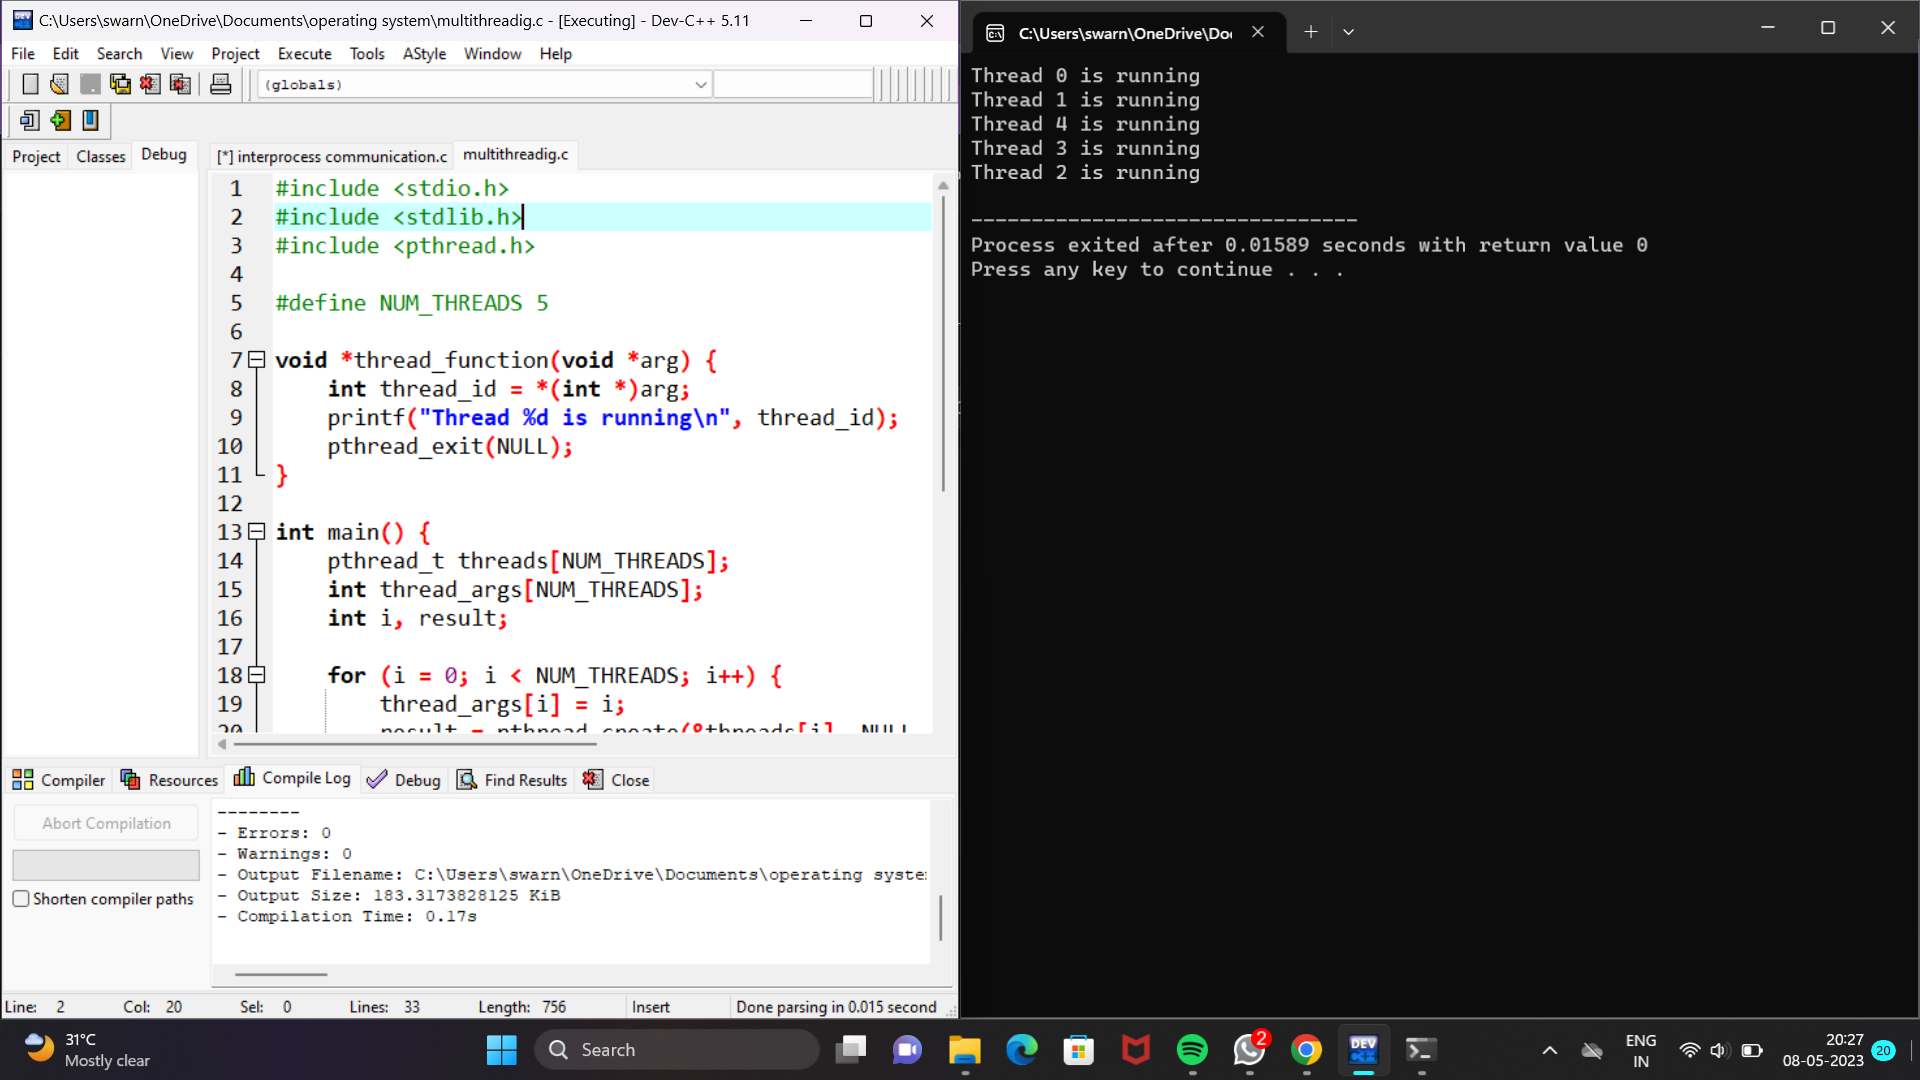 C:\Users\swarn\OneDrive\Documents\operating system\multithreadig.c - [Executing] - Dev-C++ 5.11
File Edit Search View Project Execute Tools AStyle Window Help
(globals)
Project Classes Debug
[*] interprocess communication.c multithreadig.c
1 #include <stdio.h>
2 #include <stdlib.h>
3 #include <pthread.h>
4
5 #define NUM_THREADS 5
6
7 void *thread_function(void *arg) {
8 int thread_id = *(int *)arg;
9 printf("Thread %d is running\n", thread_id);
10 pthread_exit(NULL);
11 }
12
13 int main() {
14 pthread_t threads[NUM_THREADS];
15 int thread_args[NUM_THREADS];
16 int i, result;
17
18 for (i = 0; i < NUM_THREADS; i++) {
19 thread_args[i] = i;
20 result = pthread_create(&threads[i], NULL
Compiler Resources Compile Log Debug Find Results Close
Abort Compilation
Shorten compiler paths
--------
- Errors: 0
- Warnings: 0
- Output Filename: C:\Users\swarn\OneDrive\Documents\operating syste
- Output Size: 183.3173828125 KiB
- Compilation Time: 0.17s
Line: 2 Col: 20 Sel: 0 Lines: 33 Length: 756 Insert Done parsing in 0.015 second
C:\Users\swarn\OneDrive\Do
Thread 0 is running
Thread 1 is running
Thread 4 is running
Thread 3 is running
Thread 2 is running
--------------------------------
Process exited after 0.01589 seconds with return value 0
Press any key to continue . . .
31°C
Mostly clear
Search
DEV
2
ENG
IN
20:27
08-05-2023
20